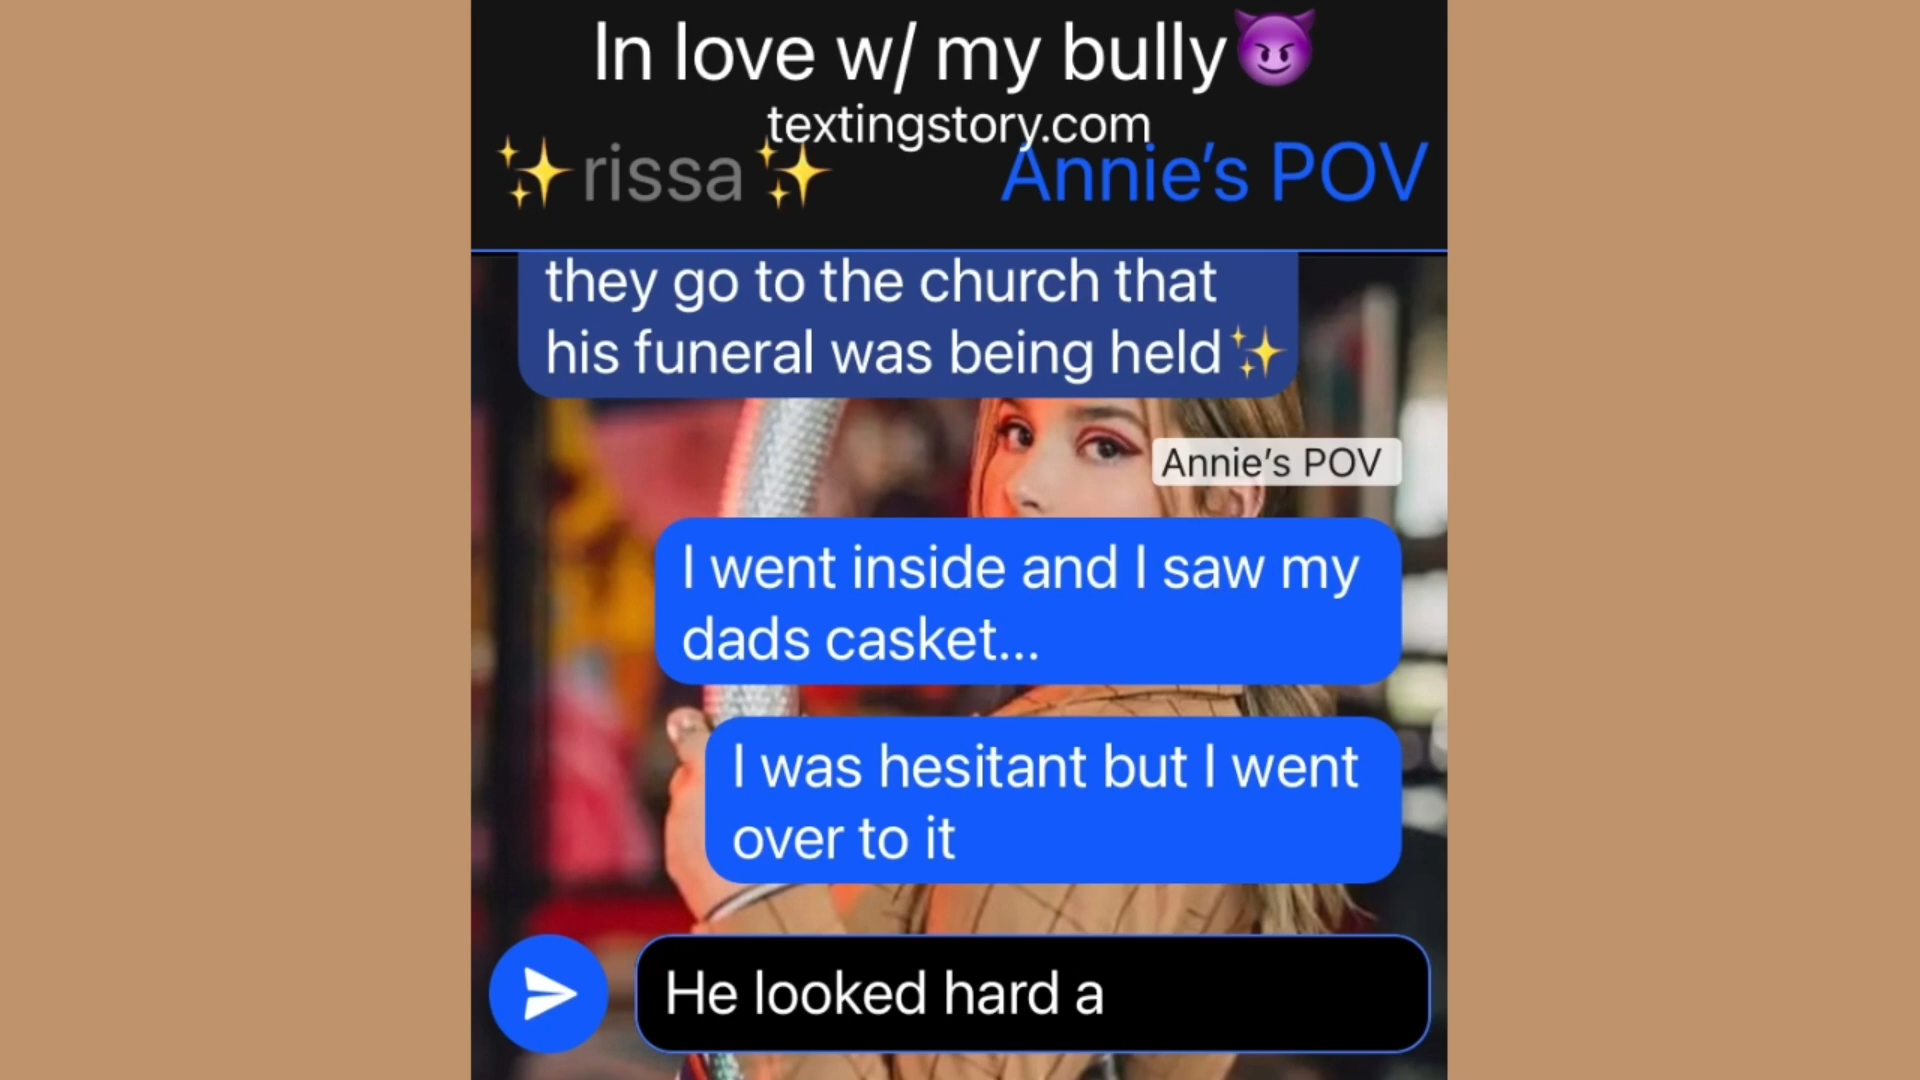 In love w/ my bully😈
textingstory.com
✨rissa✨
Annie’s POV
they go to the church that
his funeral was being held✨
Annie’s POV
I went inside and I saw my
dads casket...
I was hesitant but I went
over to it
He looked hard a